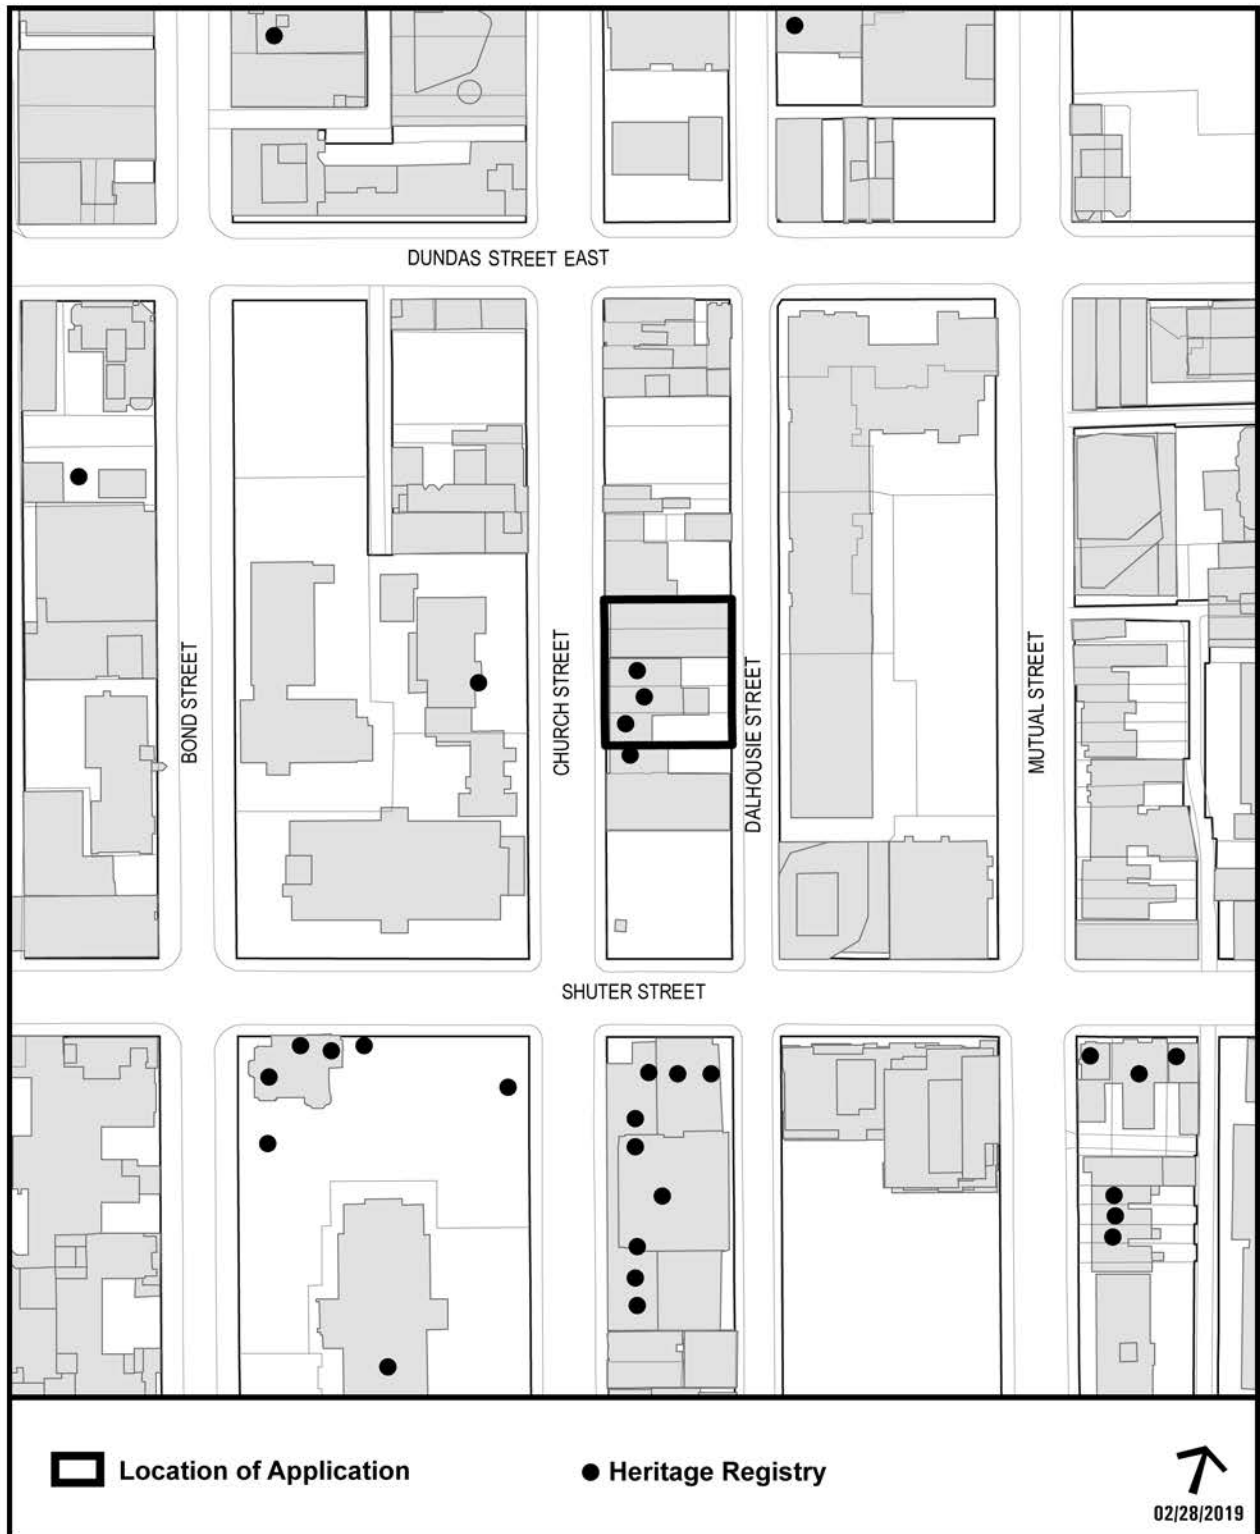 DUNDAS STREET EAST
BOND STREET
CHURCH STREET
DALHOUSIE STREET
MUTUAL STREET
SHUTER STREET
Location of Application
Heritage Registry
02/28/2019